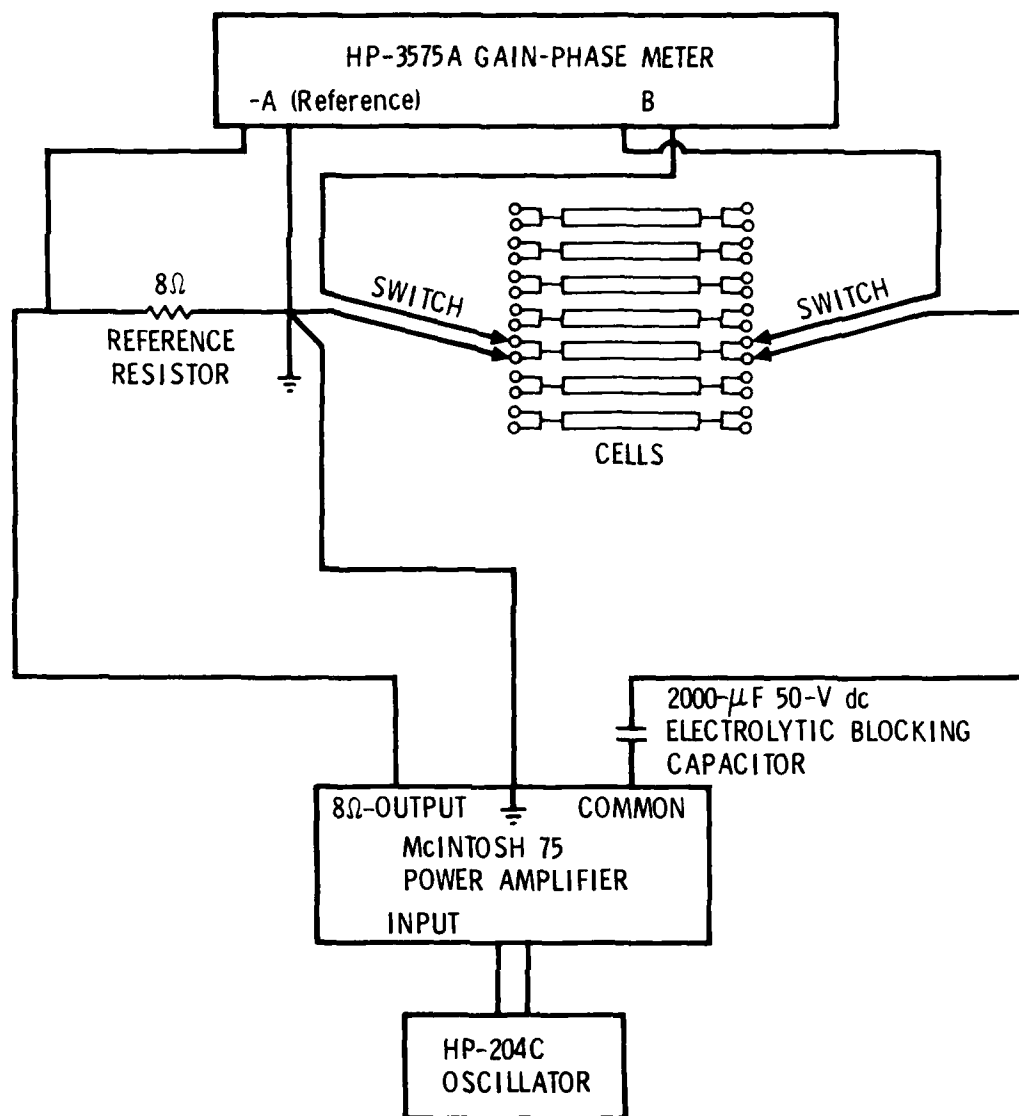 HP-3575A GAIN-PHASE METER
-A (Reference)
B
8Ω
REFERENCE
RESISTOR
SWITCH
SWITCH
CELLS
2000-μF 50-V dc
ELECTROLYTIC BLOCKING
CAPACITOR
8Ω-OUTPUT
COMMON
McINTOSH 75
POWER AMPLIFIER
INPUT
HP-204C
OSCILLATOR